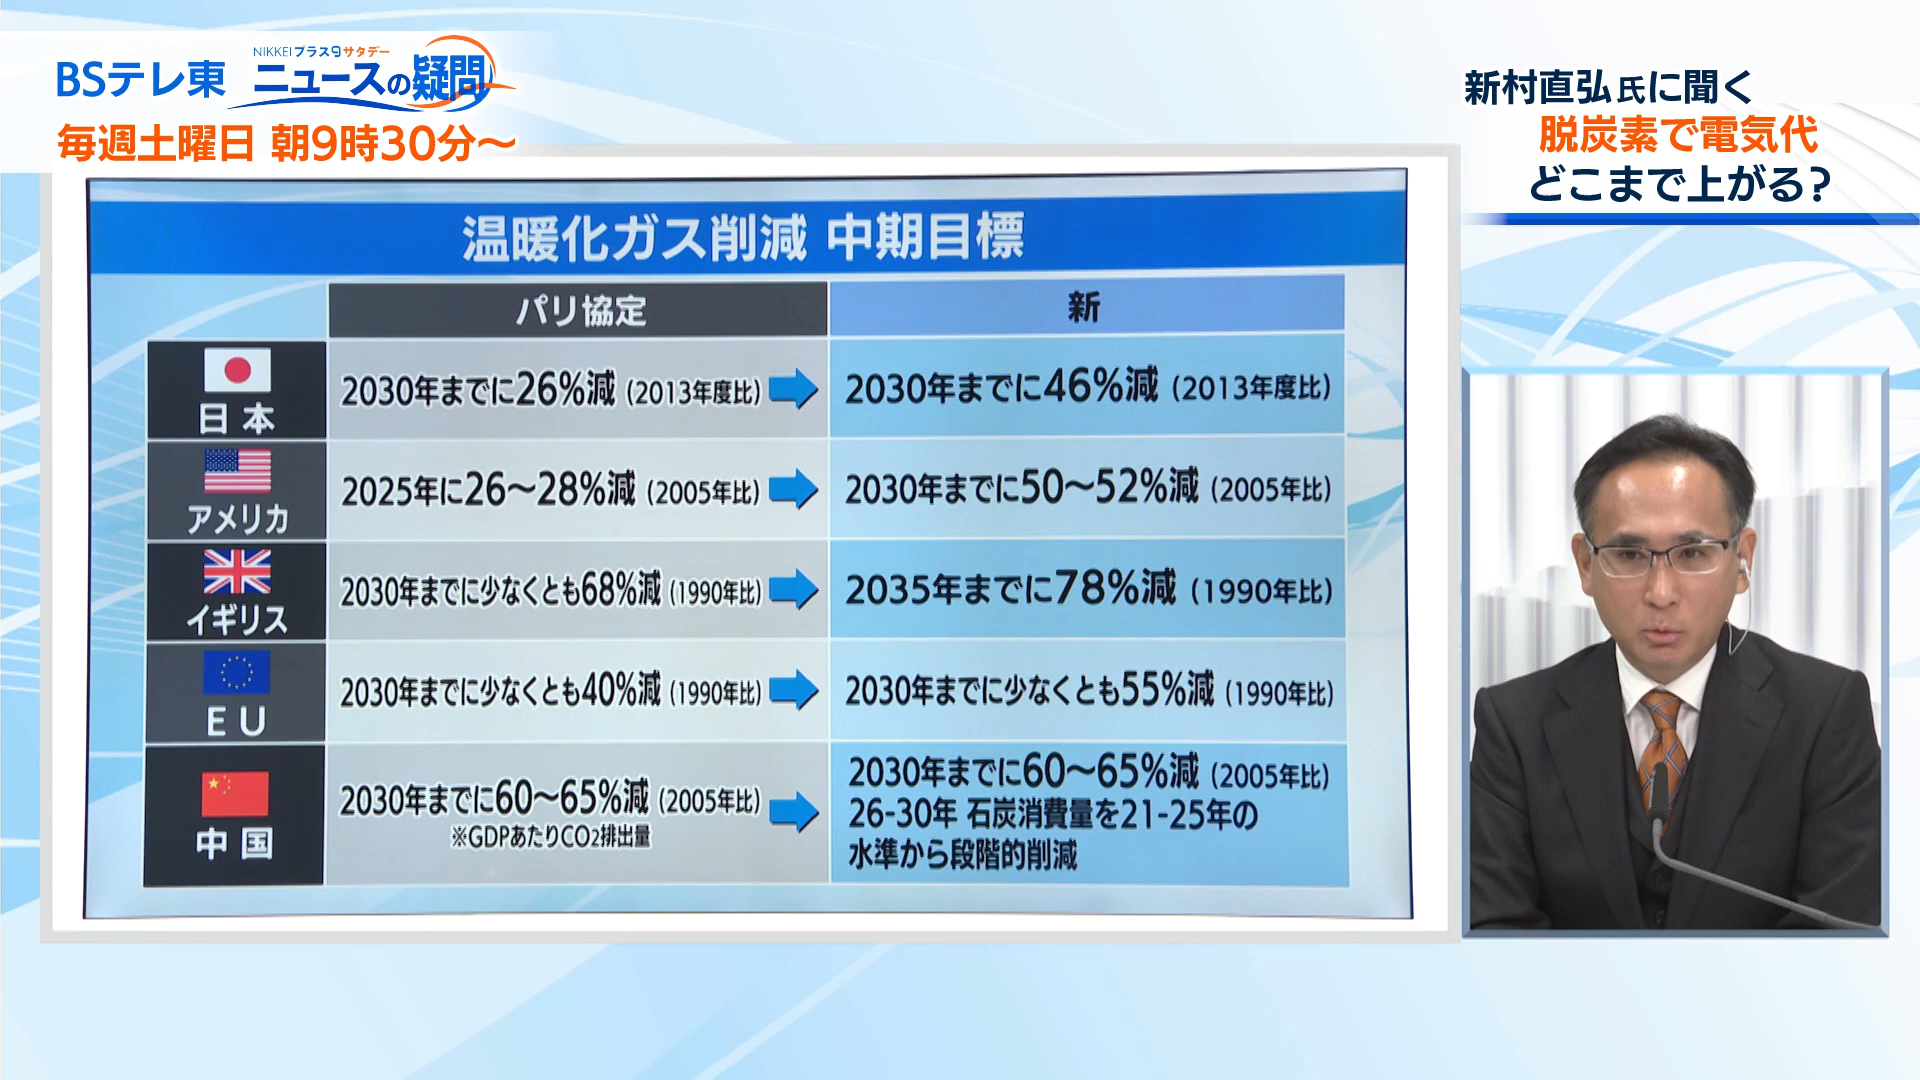 BSテレ東
NIKKEIプラス9サタデー
ニュースの疑問
毎週土曜日 朝9時30分～
新村直弘氏に聞く
脱炭素で電気代
どこまで上がる?
温暖化ガス削減 中期目標
パリ協定
新
日本
2030年までに26%減(2013年度比)
2030年までに46%減(2013年度比)
アメリカ
2025年に26～28%減(2005年比)
2030年までに50～52%減(2005年比)
イギリス
2030年までに少なくとも68%減(1990年比)
2035年までに78%減(1990年比)
EU
2030年までに少なくとも40%減(1990年比)
2030年までに少なくとも55%減(1990年比)
中国
2030年までに60～65%減(2005年比)
※GDPあたりCO2排出量
2030年までに60～65%減(2005年比)
26-30年 石炭消費量を21-25年の
水準から段階的削減